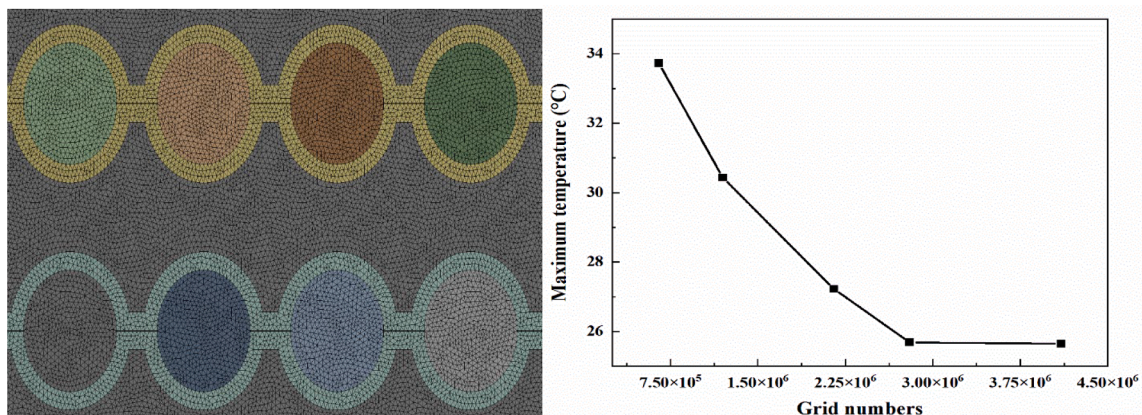 34
32
30
28
26
Maximum temperature (°C)
7.50×10⁵ 1.50×10⁶ 2.25×10⁶ 3.00×10⁶ 3.75×10⁶ 4.50×10⁶
Grid numbers